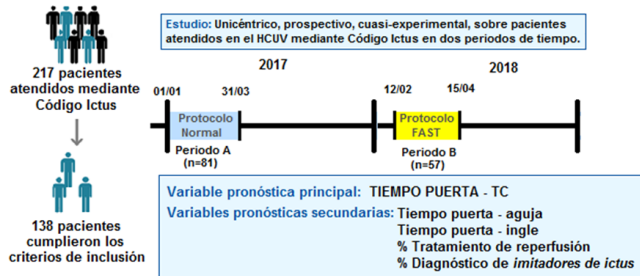 Estudio: Unicéntrico, prospectivo, cuasi-experimental, sobre pacientes
atendidos en el HCUV mediante Código Ictus en dos periodos de tiempo.
217 pacientes
atendidos mediante
Código Ictus
138 pacientes
cumplieron los
criterios de inclusión
2017
2018
01/01
31/03
12/02
15/04
Protocolo
Normal
Protocolo
FAST
Periodo A
(n=81)
Periodo B
(n=57)
Variable pronóstica principal: TIEMPO PUERTA - TC
Variables pronósticas secundarias: Tiempo puerta - aguja
Tiempo puerta - ingle
% Tratamiento de reperfusión
% Diagnóstico de imitadores de ictus